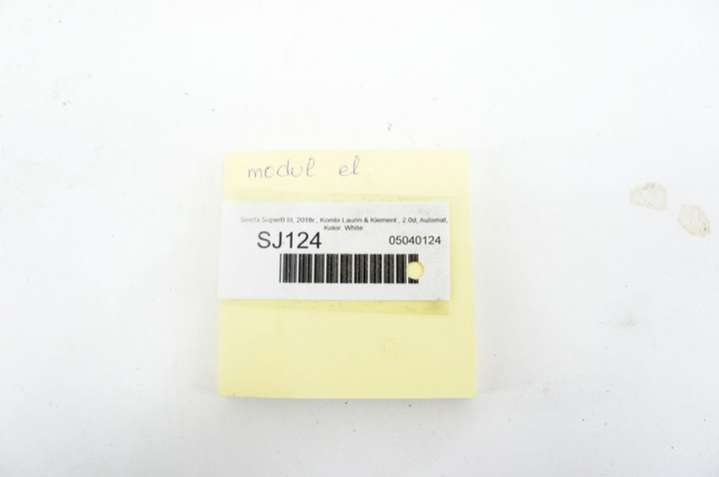 modul el
Skoda Superb III, 2018r., Kombi Laurin & Klement , 2.0d, Automat,
Kolor: White
SJ124
05040124